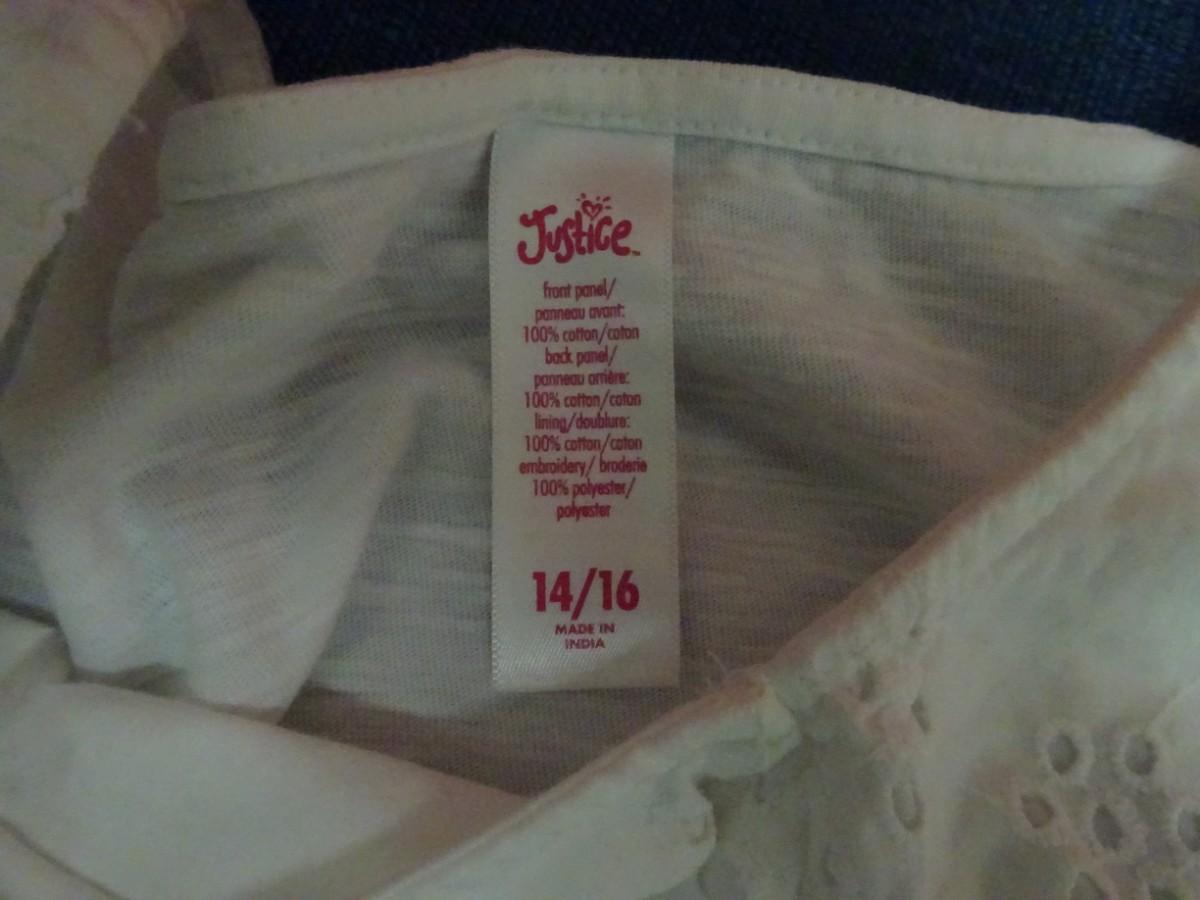 Justice™
front panel/
panneau avant:
100% cotton/coton
back panel/
panneau arrière:
100% cotton/coton
lining/doublure:
100% cotton/coton
embroidery/ broderie
100% polyester/
polyester
14/16
MADE IN
INDIA